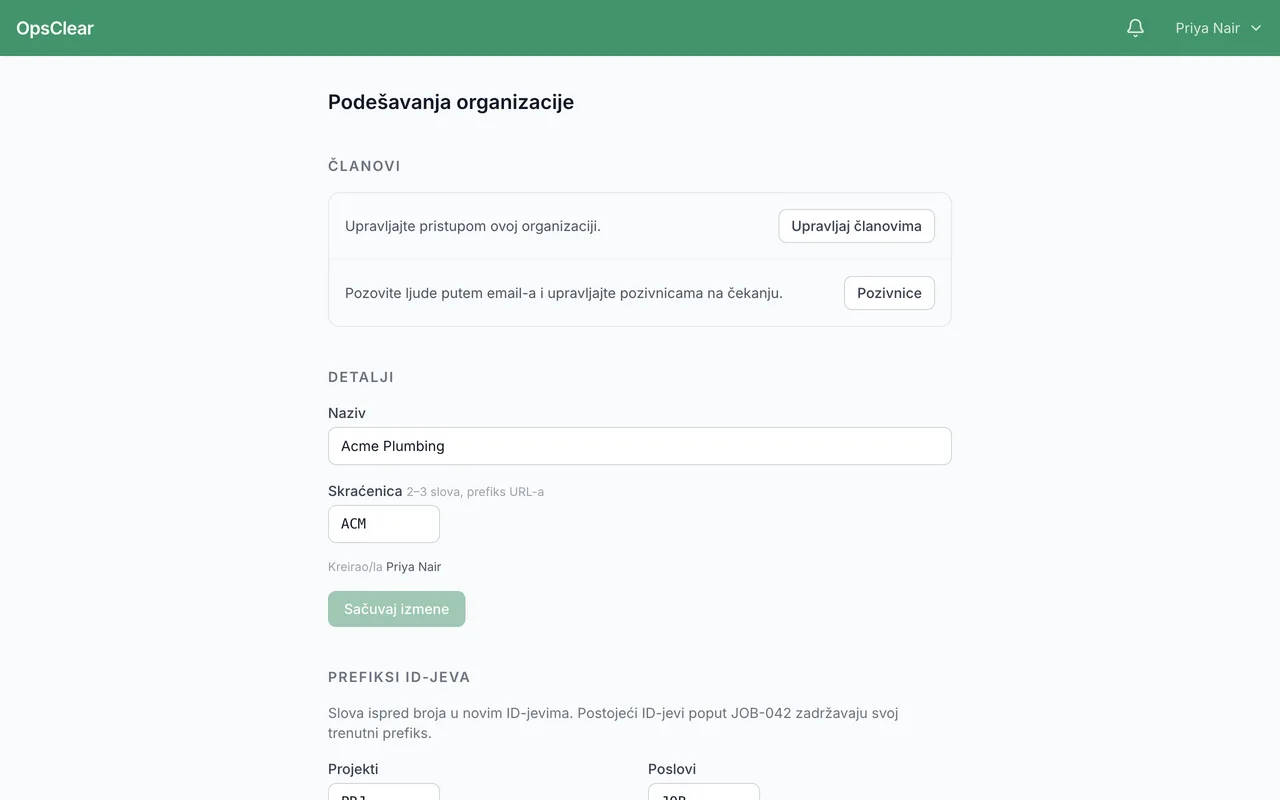 OpsClear
Priya Nair
Podešavanja organizacije
ČLANOVI
Upravljajte pristupom ovoj organizaciji.
Upravljaj članovima
Pozovite ljude putem email-a i upravljajte pozivnicama na čekanju.
Pozivnice
DETALJI
Naziv
Acme Plumbing
Skraćenica 2–3 slova, prefiks URL-a
ACM
Kreirao/la Priya Nair
Sačuvaj izmene
PREFIKSI ID-JEVA
Slova ispred broja u novim ID-jevima. Postojeći ID-jevi poput JOB-042 zadržavaju svoj
trenutni prefiks.
Projekti
Poslovi
PRJ
JOB